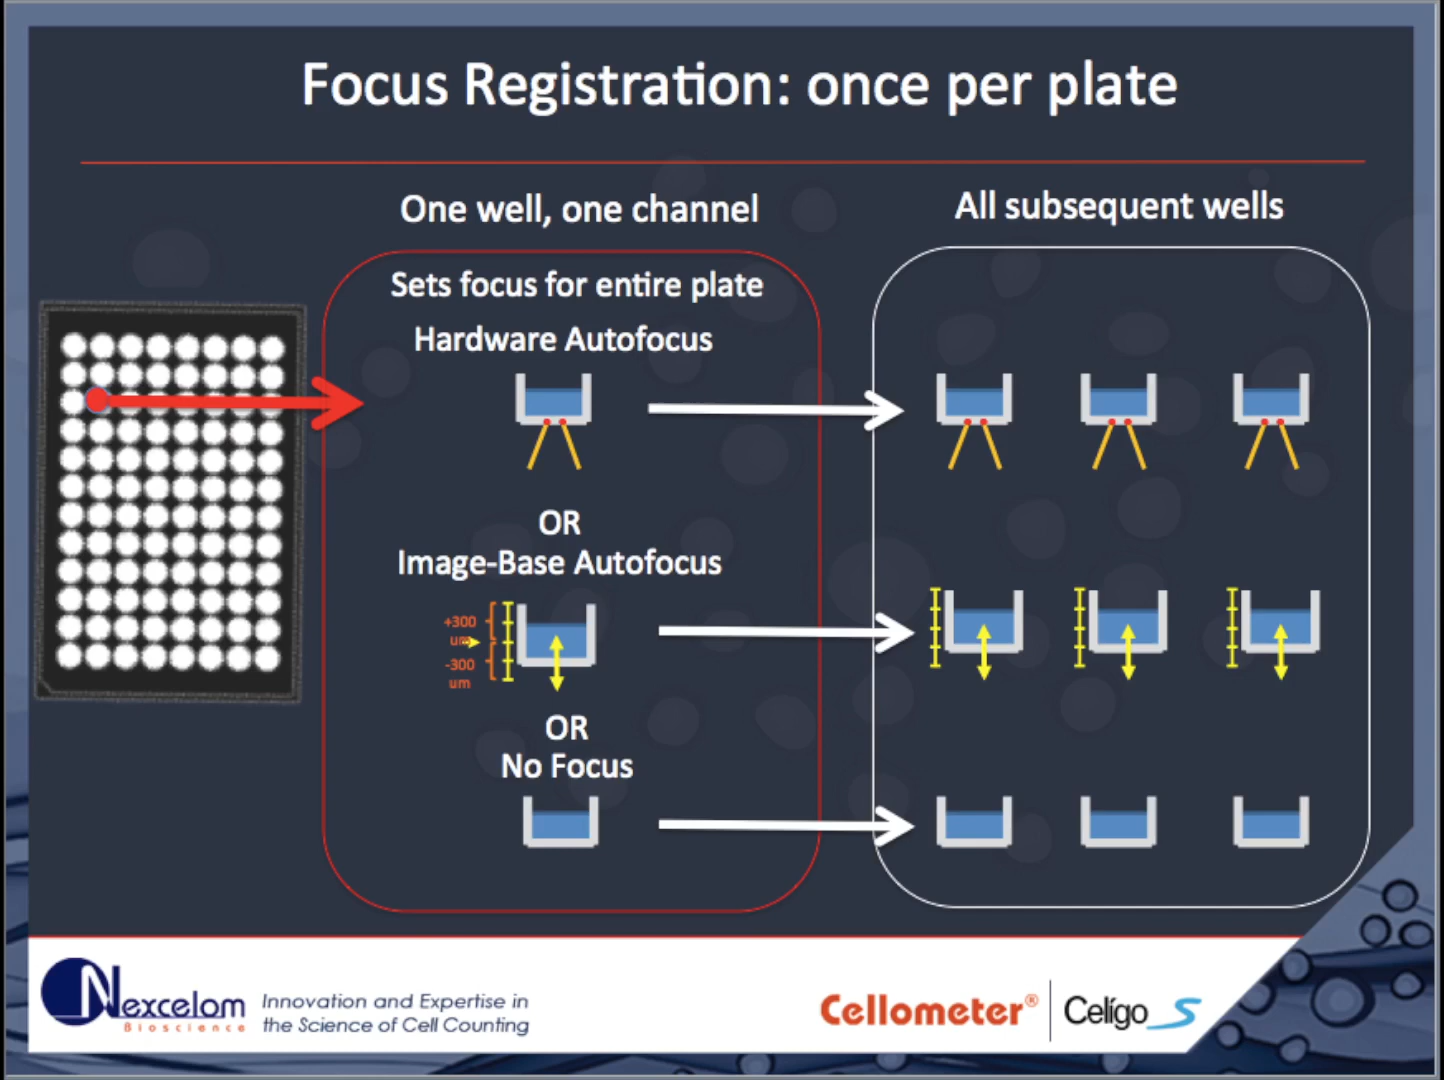 Focus Registration: once per plate
One well, one channel
All subsequent wells
Sets focus for entire plate
Hardware Autofocus
OR
Image-Base Autofocus
+300
um
-300
um
OR
No Focus
Nexcelom
Bioscience
Innovation and Expertise in
the Science of Cell Counting
Cellometer®
Celígo S